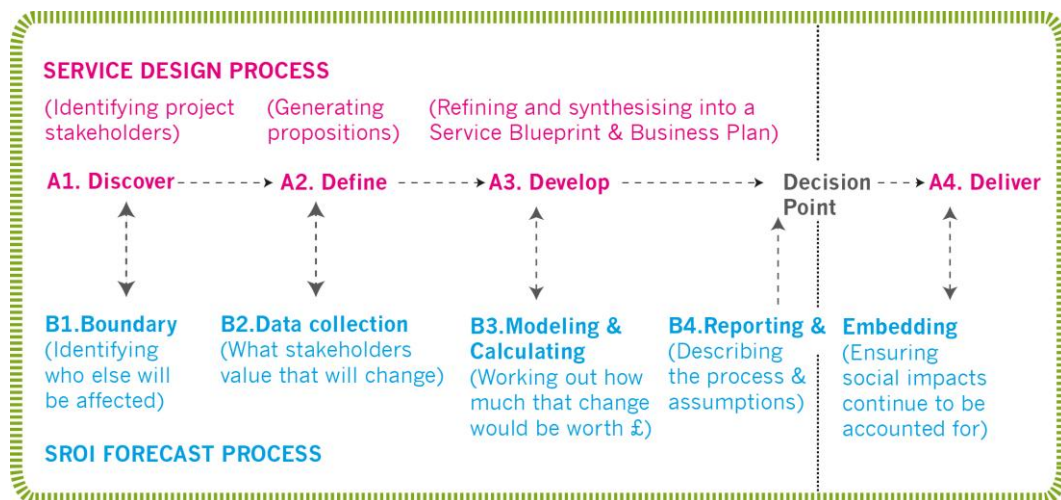 SERVICE DESIGN PROCESS
(Identifying project
stakeholders)
(Generating
propositions)
(Refining and synthesising into a
Service Blueprint & Business Plan)
A1. Discover
A2. Define
A3. Develop
Decision
Point
A4. Deliver
B1.Boundary
(Identifying
who else will
be affected)
B2.Data collection
(What stakeholders
value that will change)
B3.Modeling &
Calculating
(Working out how
much that change
would be worth £)
B4.Reporting &
(Describing
the process &
assumptions)
Embedding
(Ensuring
social impacts
continue to be
accounted for)
SROI FORECAST PROCESS